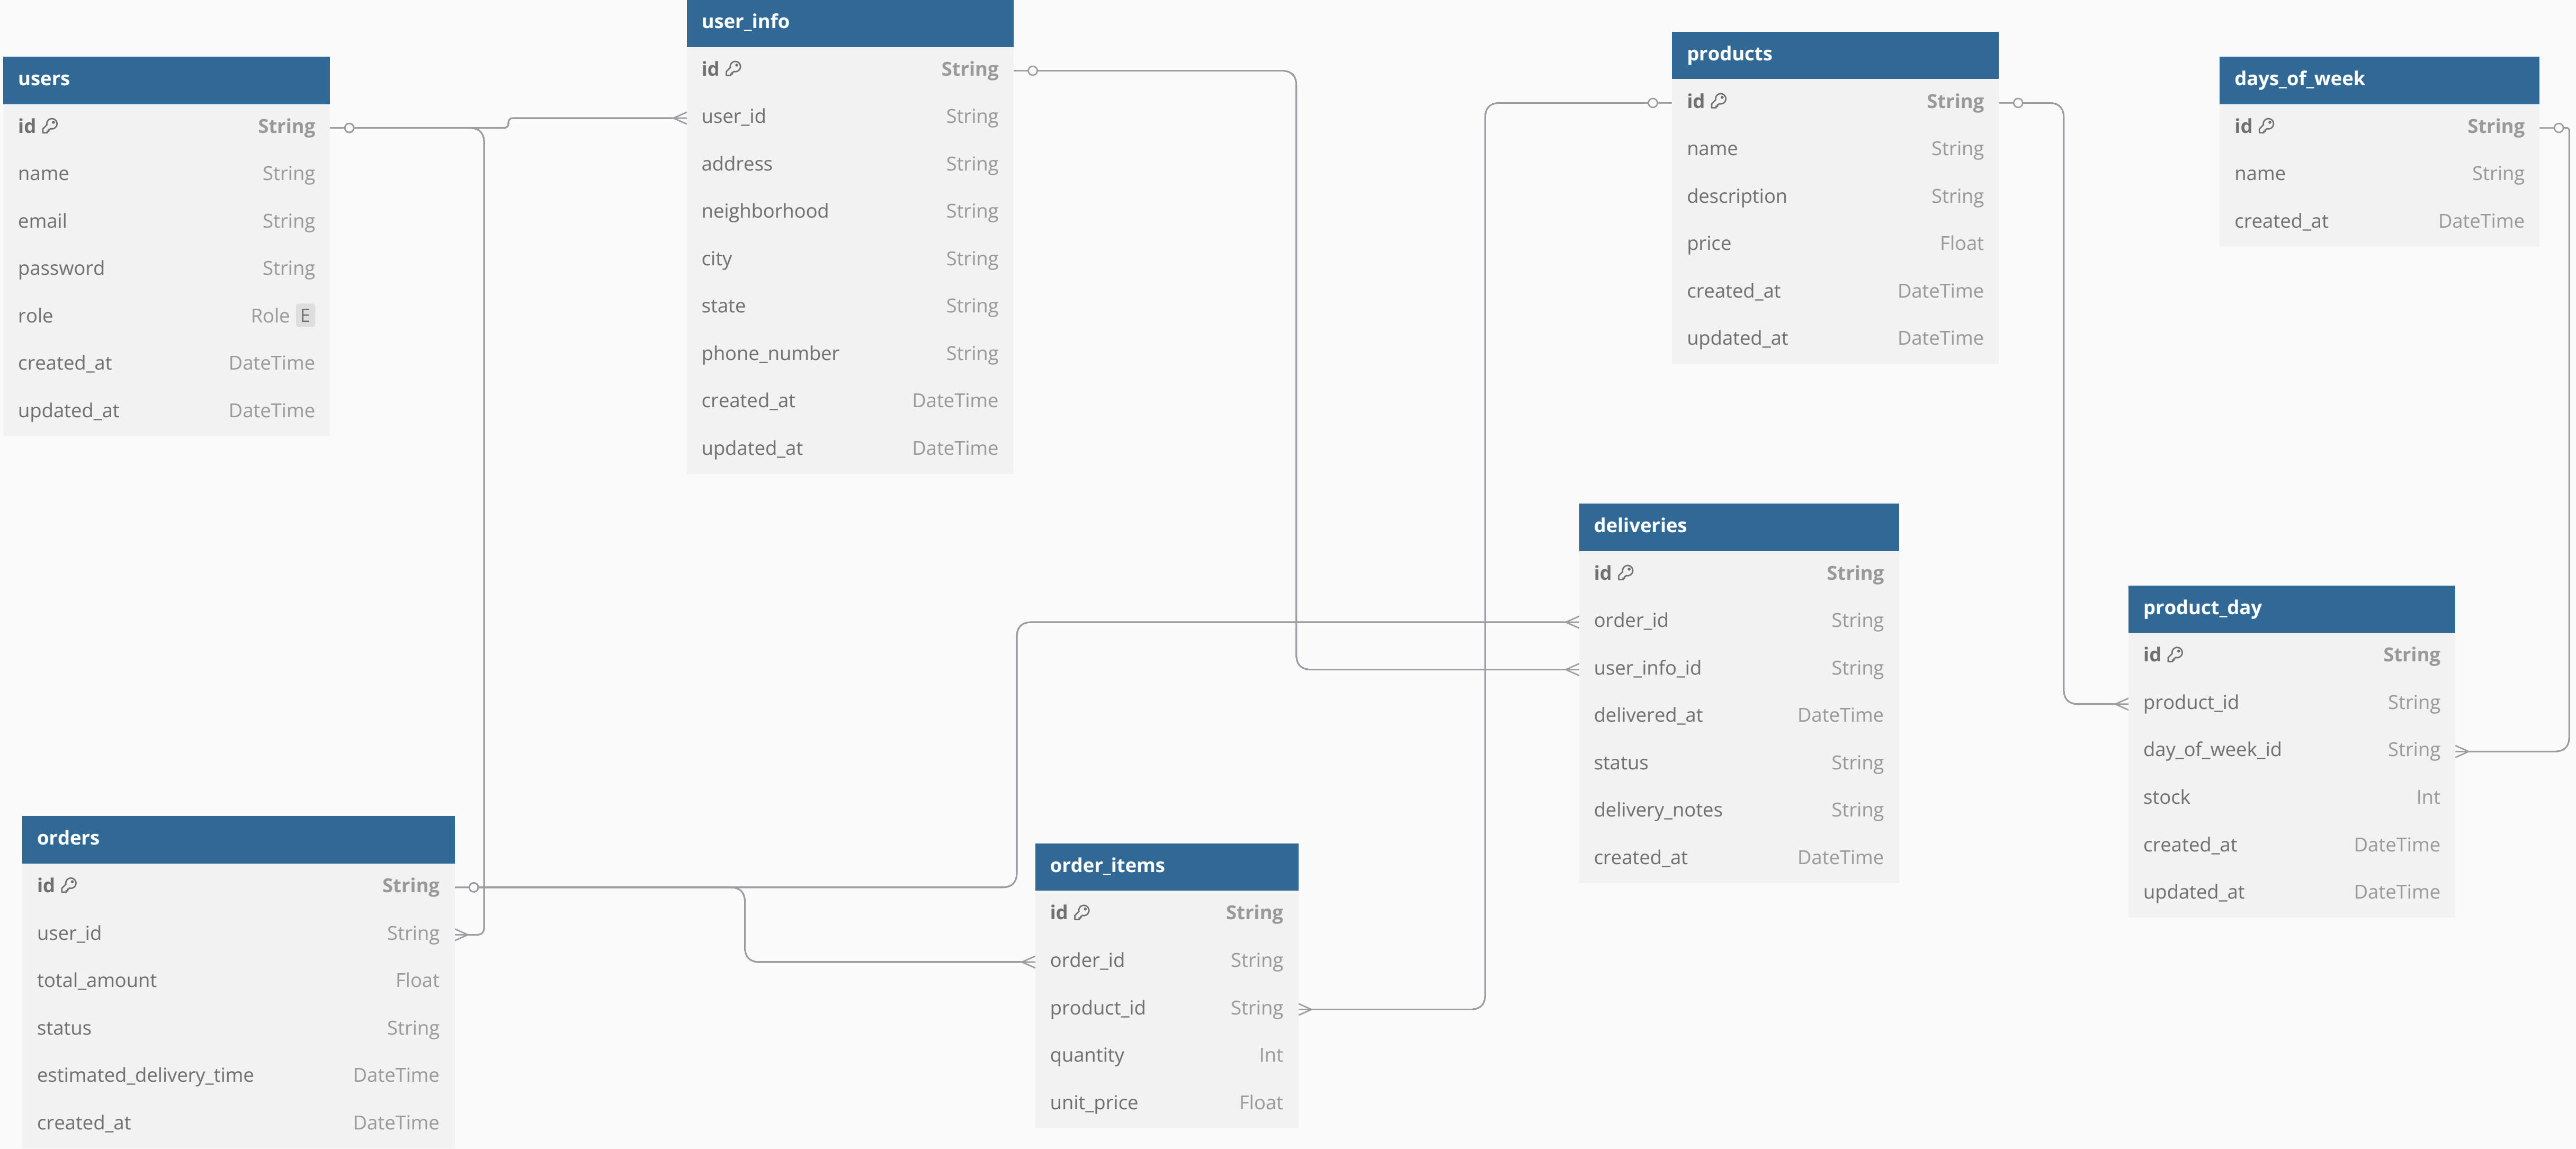 users
id String
name String
email String
password String
role Role E
created_at DateTime
updated_at DateTime
user_info
id String
user_id String
address String
neighborhood String
city String
state String
phone_number String
created_at DateTime
updated_at DateTime
products
id String
name String
description String
price Float
created_at DateTime
updated_at DateTime
days_of_week
id String
name String
created_at DateTime
deliveries
id String
order_id String
user_info_id String
delivered_at DateTime
status String
delivery_notes String
created_at DateTime
product_day
id String
product_id String
day_of_week_id String
stock Int
created_at DateTime
updated_at DateTime
orders
id String
user_id String
total_amount Float
status String
estimated_delivery_time DateTime
created_at DateTime
order_items
id String
order_id String
product_id String
quantity Int
unit_price Float